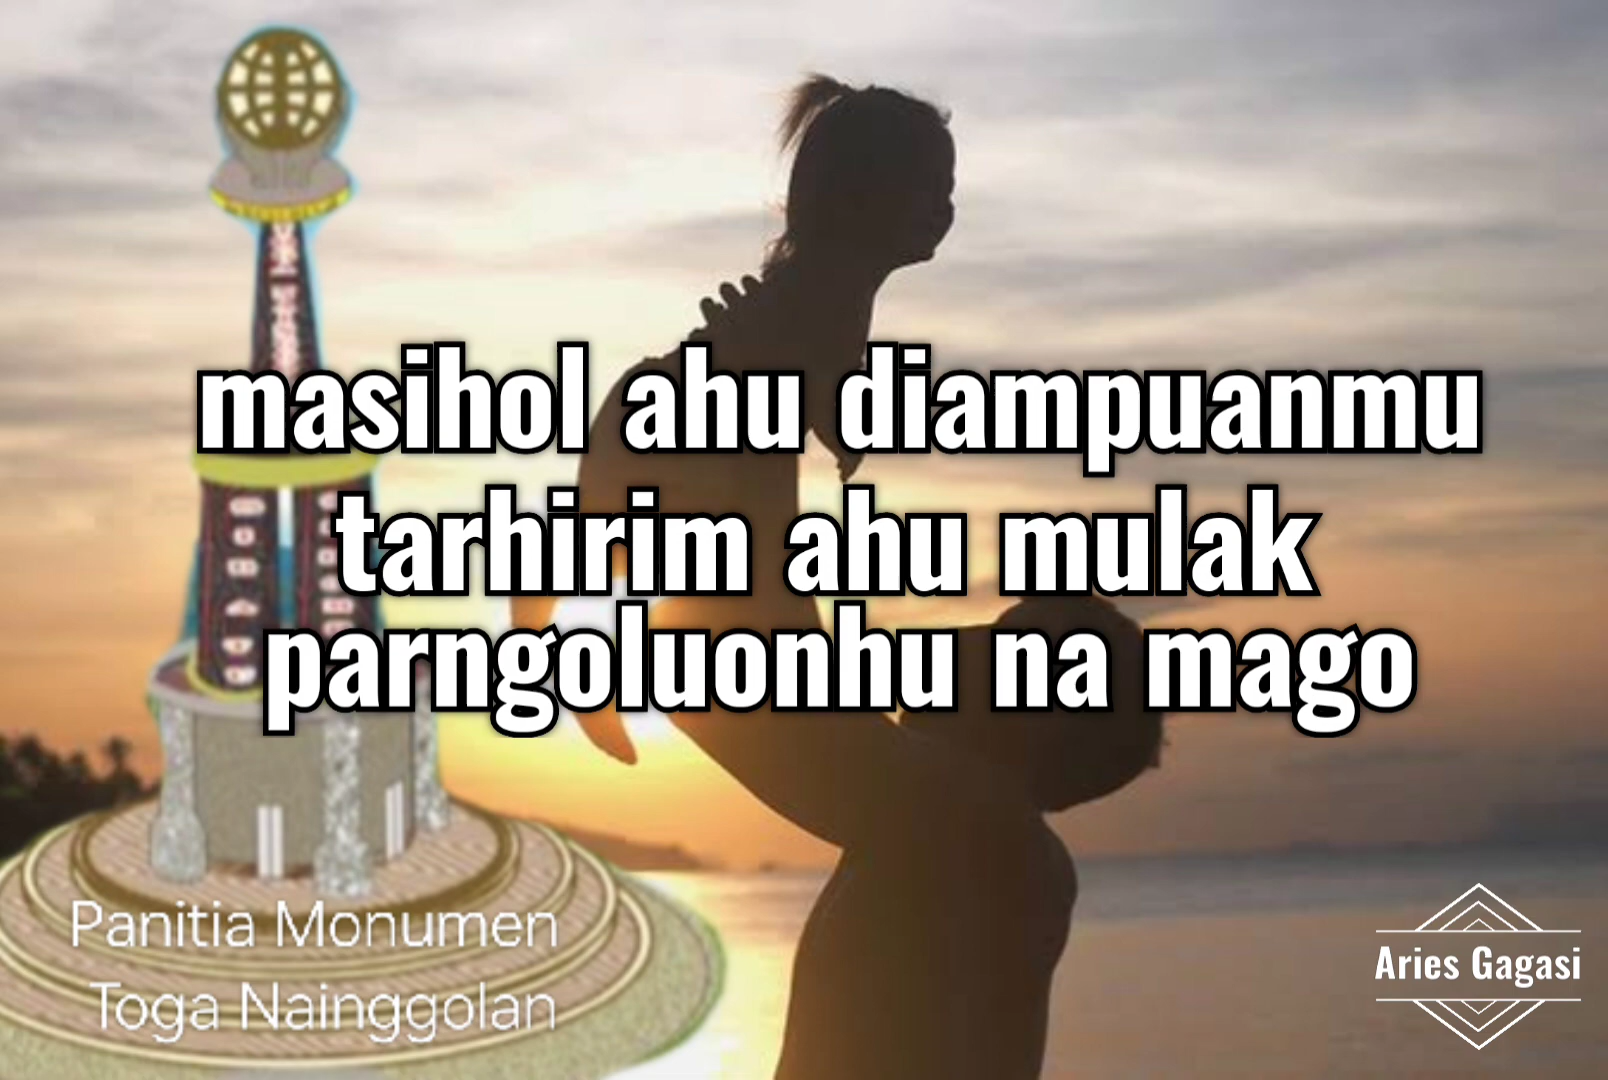 masihol ahu diampuanmu
tarhirim ahu mulak
parngoluonhu na mago
Panitia Monumen
Toga Nainggolan
Aries Gagasi